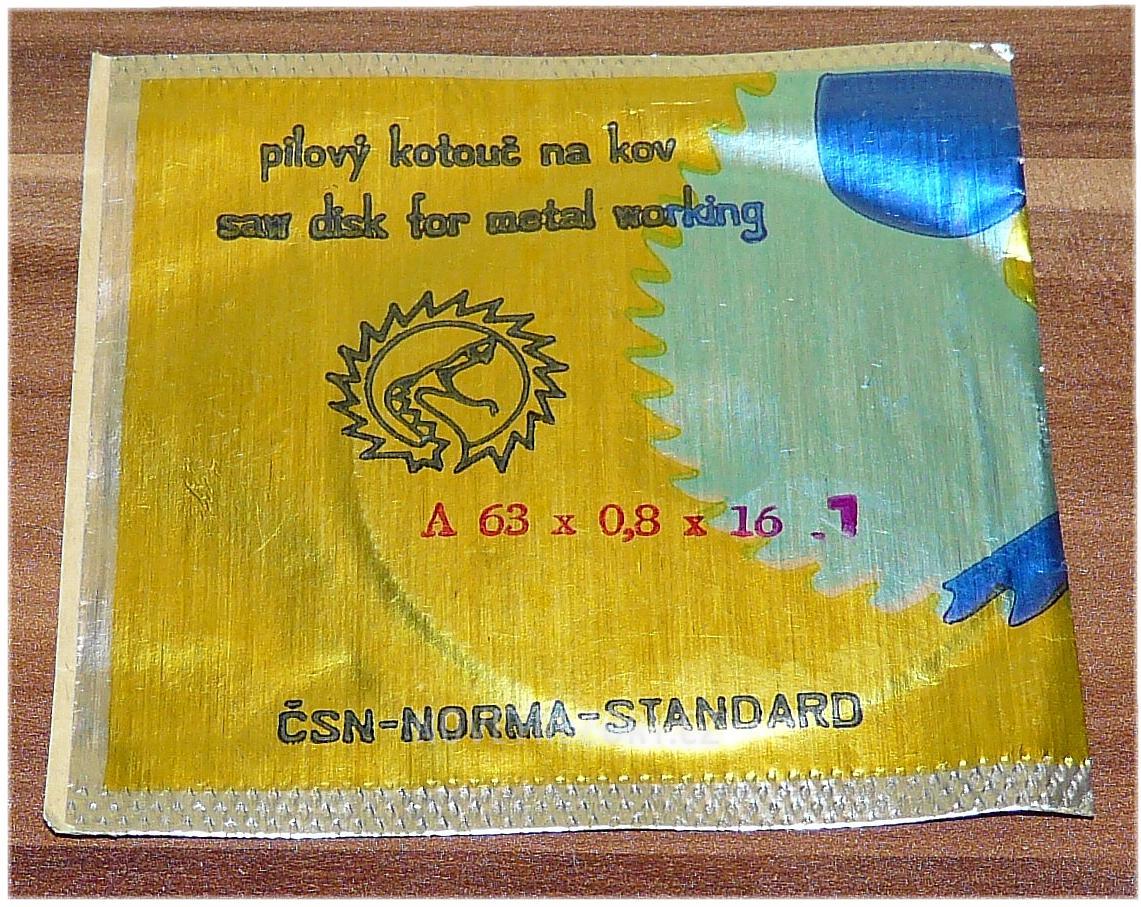 pilový kotouč na kov
saw disk for metal working
A 63 x 0,8 x 16
ČSN-NORMA-STANDARD